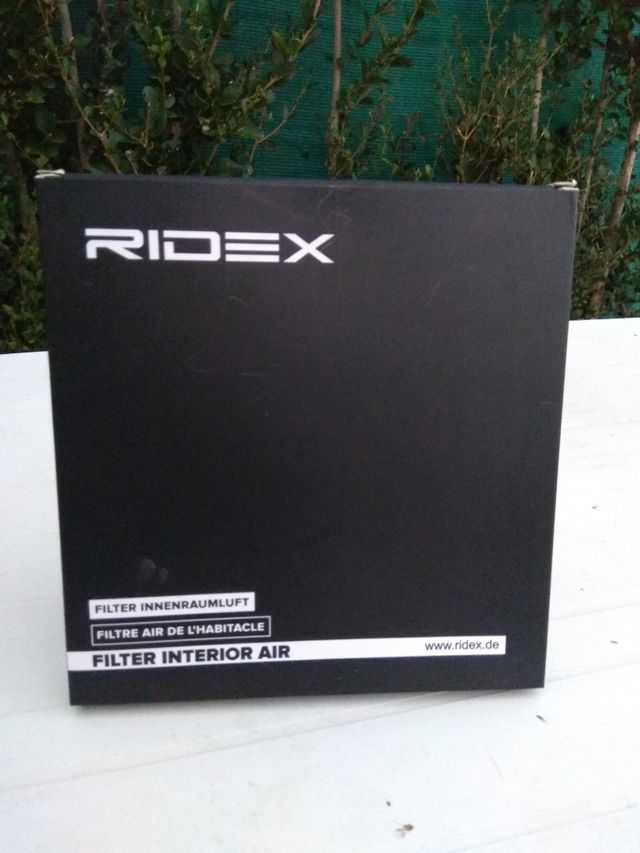 RIDEX
FILTER INNENRAUMLUFT
FILTRE AIR DE L'HABITACLE
FILTER INTERIOR AIR
www.ridex.de